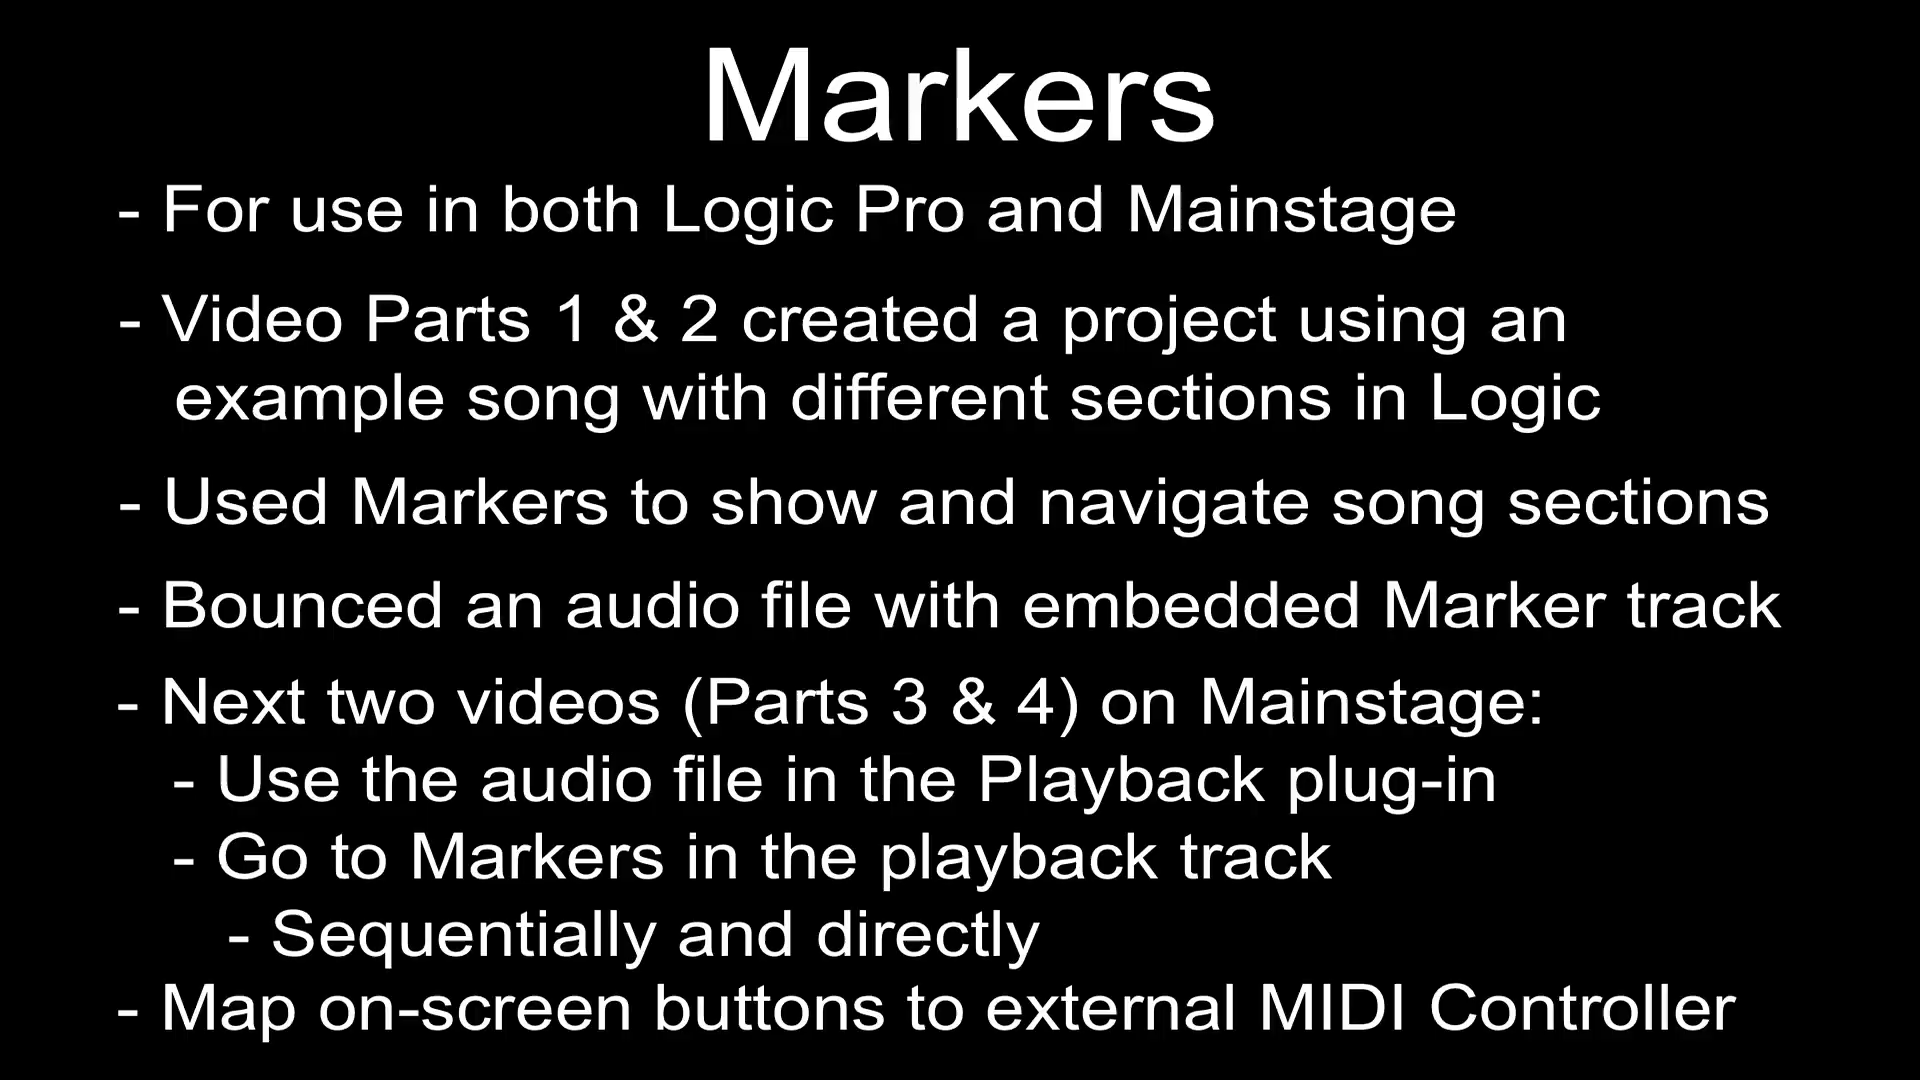 Markers
- For use in both Logic Pro and Mainstage
- Video Parts 1 & 2 created a project using an
example song with different sections in Logic
- Used Markers to show and navigate song sections
- Bounced an audio file with embedded Marker track
- Next two videos (Parts 3 & 4) on Mainstage:
- Use the audio file in the Playback plug-in
- Go to Markers in the playback track
- Sequentially and directly
- Map on-screen buttons to external MIDI Controller